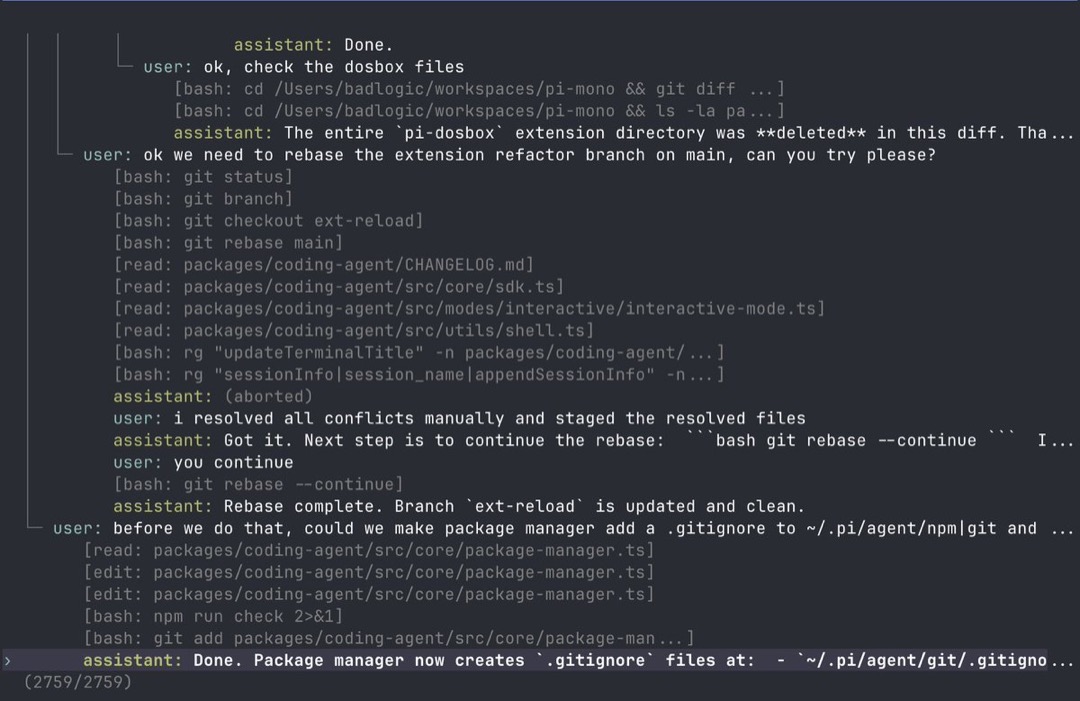 assistant: Done.
user: ok, check the dosbox files
[bash: cd /Users/badlogic/workspaces/pi-mono && git diff ...]
[bash: cd /Users/badlogic/workspaces/pi-mono && ls -la pa...]
assistant: The entire `pi-dosbox` extension directory was **deleted** in this diff. Tha...
user: ok we need to rebase the extension refactor branch on main, can you try please?
[bash: git status]
[bash: git branch]
[bash: git checkout ext-reload]
[bash: git rebase main]
[read: packages/coding-agent/CHANGELOG.md]
[read: packages/coding-agent/src/core/sdk.ts]
[read: packages/coding-agent/src/modes/interactive/interactive-mode.ts]
[read: packages/coding-agent/src/utils/shell.ts]
[bash: rg "updateTerminalTitle" -n packages/coding-agent/...]
[bash: rg "sessionInfo|session_name|appendSessionInfo" -n...]
assistant: (aborted)
user: i resolved all conflicts manually and staged the resolved files
assistant: Got it. Next step is to continue the rebase:  ```bash git rebase --continue ```  I...
user: you continue
[bash: git rebase --continue]
assistant: Rebase complete. Branch `ext-reload` is updated and clean.
user: before we do that, could we make package manager add a .gitignore to ~/.pi/agent/npm|git and ...
[read: packages/coding-agent/src/core/package-manager.ts]
[edit: packages/coding-agent/src/core/package-manager.ts]
[edit: packages/coding-agent/src/core/package-manager.ts]
[bash: npm run check 2>&1]
[bash: git add packages/coding-agent/src/core/package-man...]
› assistant: Done. Package manager now creates `.gitignore` files at:  - `~/.pi/agent/git/.gitigno...
(2759/2759)